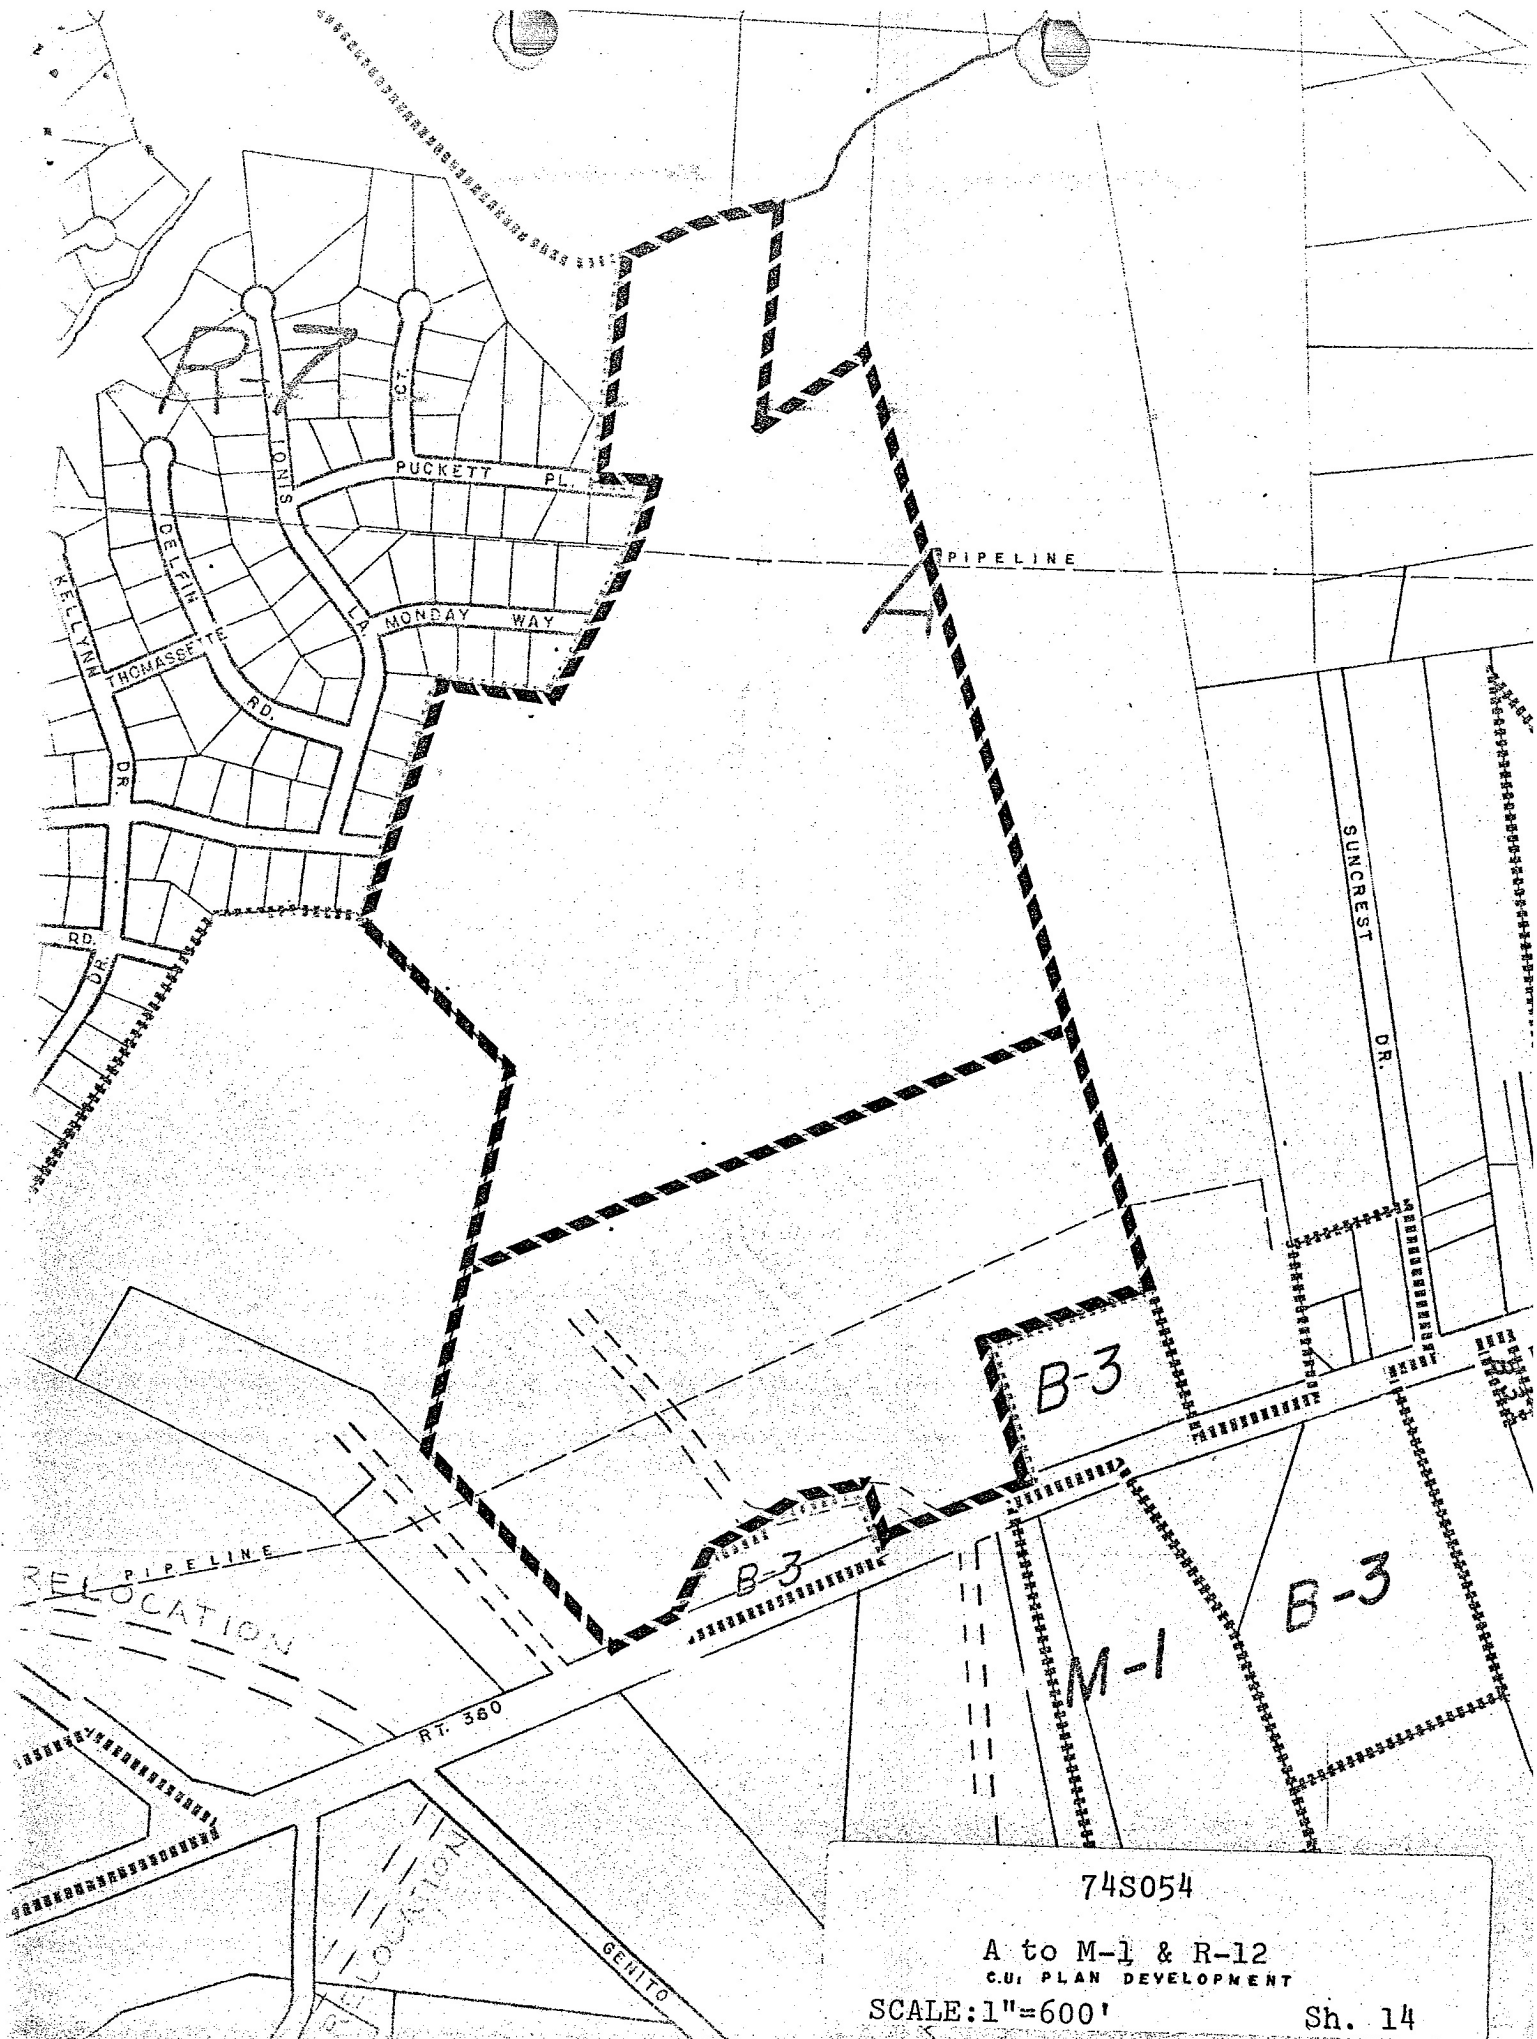 R-7
CT.
IONIS
PUCKETT PL.
DELFIN
KELLYNN
LA.
MONDAY WAY
THOMASSETTE
RD.
DR.
PIPELINE
A
SUNCREST
DR.
RD.
DR.
B-3
B-3
B-3
M-1
PIPELINE
RELOCATION
RT. 360
RELOCATION
GENITO
74S054
A to M-1 & R-12
C.U. PLAN DEVELOPMENT
SCALE:1"=600' Sh. 14